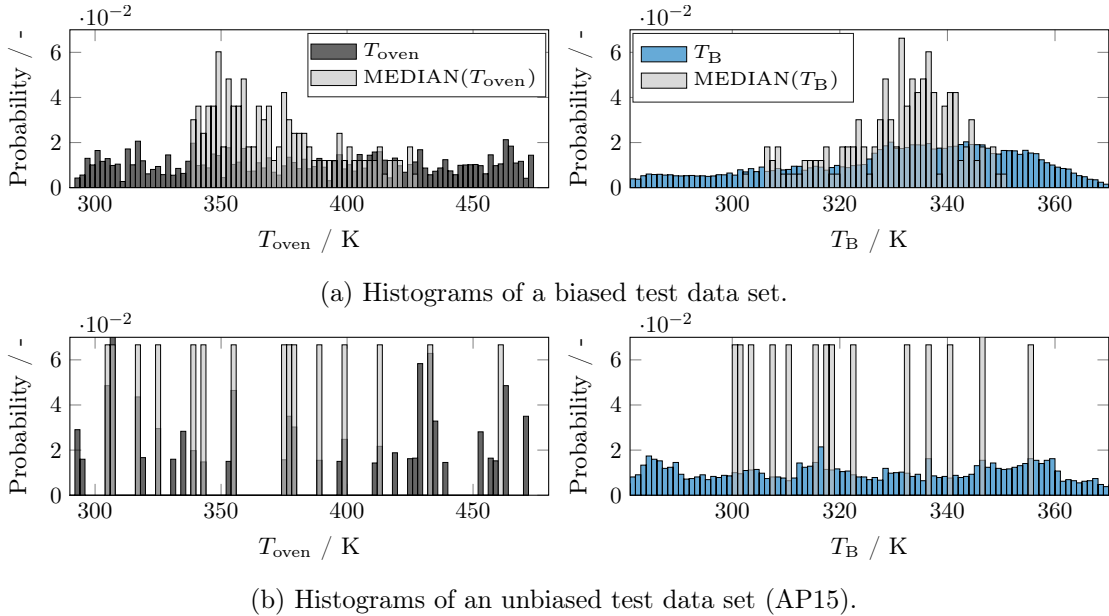 ·10⁻²
·10⁻²
6
4
2
0
Probability / -
T_oven
MEDIAN(T_oven)
300
350
400
450
T_oven / K
6
4
2
0
Probability / -
T_B
MEDIAN(T_B)
300
320
340
360
T_B / K
(a) Histograms of a biased test data set.
·10⁻²
·10⁻²
6
4
2
0
Probability / -
300
350
400
450
T_oven / K
6
4
2
0
Probability / -
300
320
340
360
T_B / K
(b) Histograms of an unbiased test data set (AP15).